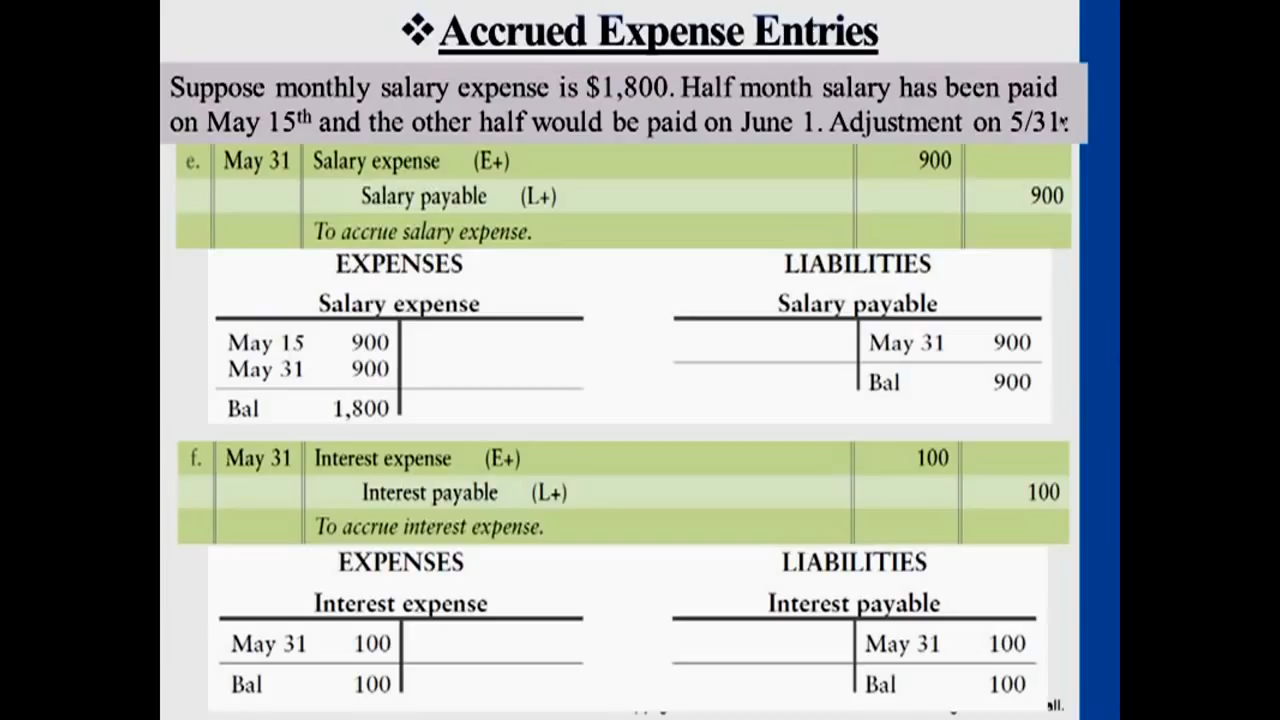 ❖ Accrued Expense Entries
Suppose monthly salary expense is $1,800. Half month salary has been paid
on May 15th and the other half would be paid on June 1. Adjustment on 5/31:
e. May 31 Salary expense (E+) 900
Salary payable (L+) 900
To accrue salary expense.
EXPENSES LIABILITIES
Salary expense Salary payable
May 15 900 May 31 900
May 31 900
Bal 900
Bal 1,800
f. May 31 Interest expense (E+) 100
Interest payable (L+) 100
To accrue interest expense.
EXPENSES LIABILITIES
Interest expense Interest payable
May 31 100 May 31 100
Bal 100 Bal 100
all.